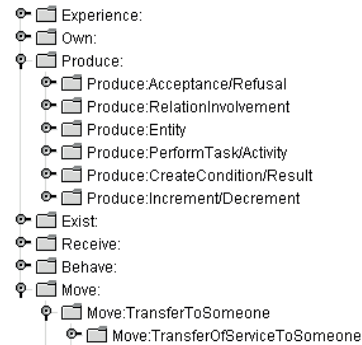 Experience:
Own:
Produce:
Produce:Acceptance/Refusal
Produce:RelationInvolvement
Produce:Entity
Produce:PerformTask/Activity
Produce:CreateCondition/Result
Produce:Increment/Decrement
Exist:
Receive:
Behave:
Move:
Move:TransferToSomeone
Move:TransferOfServiceToSomeone